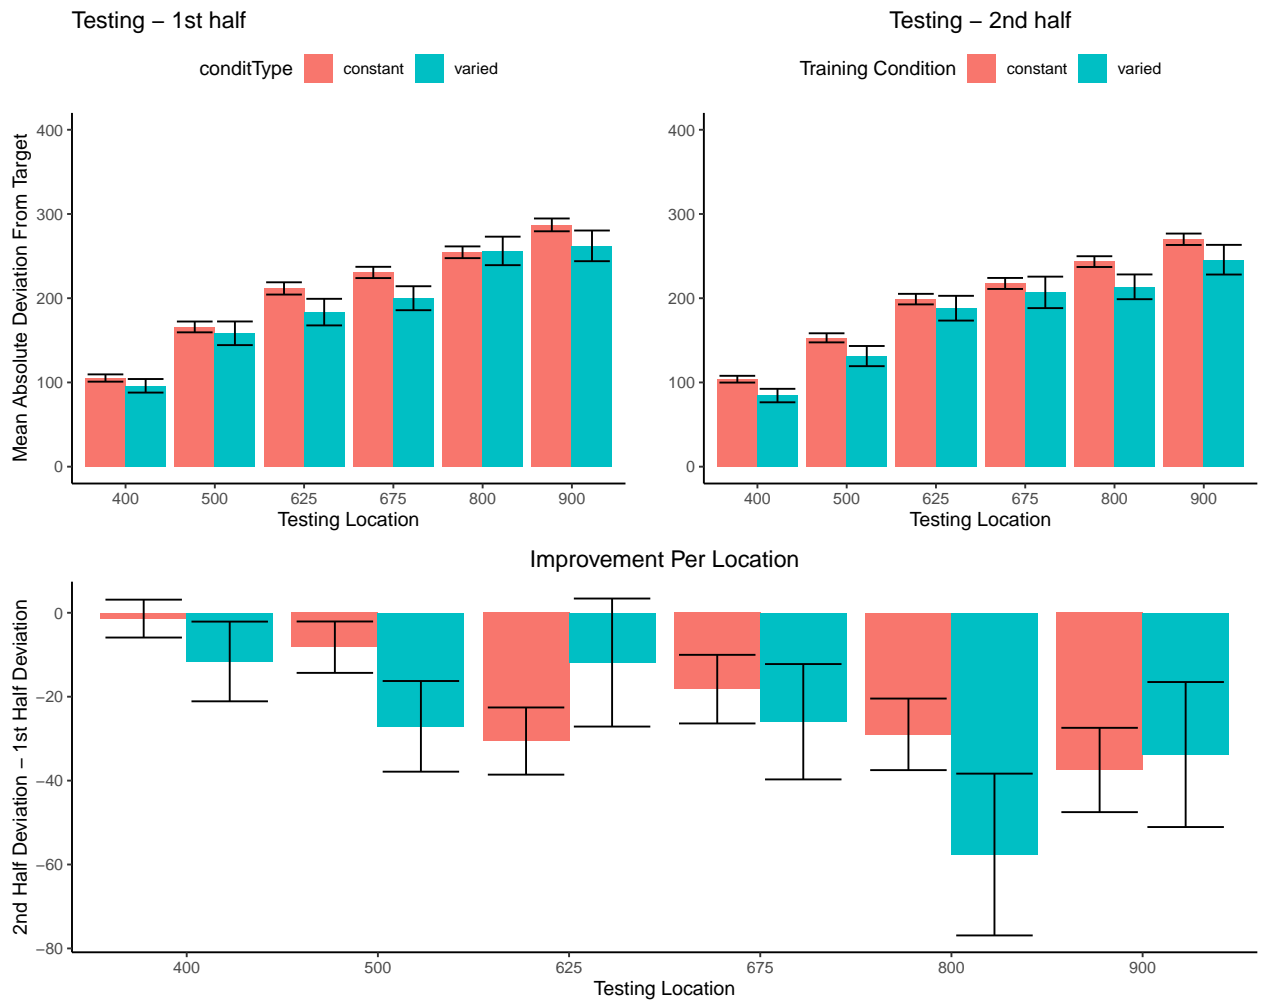 Testing – 1st half
conditType constant varied
Mean Absolute Deviation From Target
400
300
200
100
0
400 500 625 675 800 900
Testing Location
Testing – 2nd half
Training Condition constant varied
400
300
200
100
0
400 500 625 675 800 900
Testing Location
Improvement Per Location
2nd Half Deviation – 1st Half Deviation
0
−20
−40
−60
−80
400 500 625 675 800 900
Testing Location